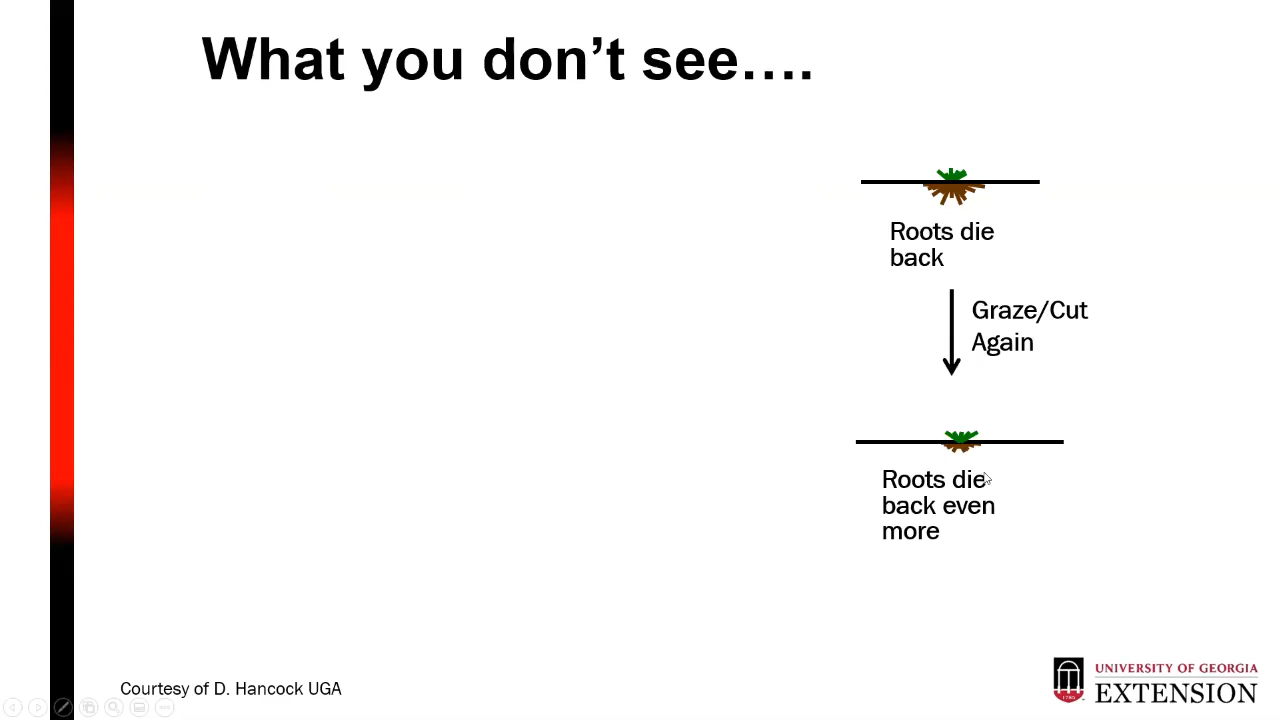 What you don’t see….
Roots die
back
Graze/Cut
Again
Roots die
back even
more
Courtesy of D. Hancock UGA
1785
UNIVERSITY OF GEORGIA
EXTENSION